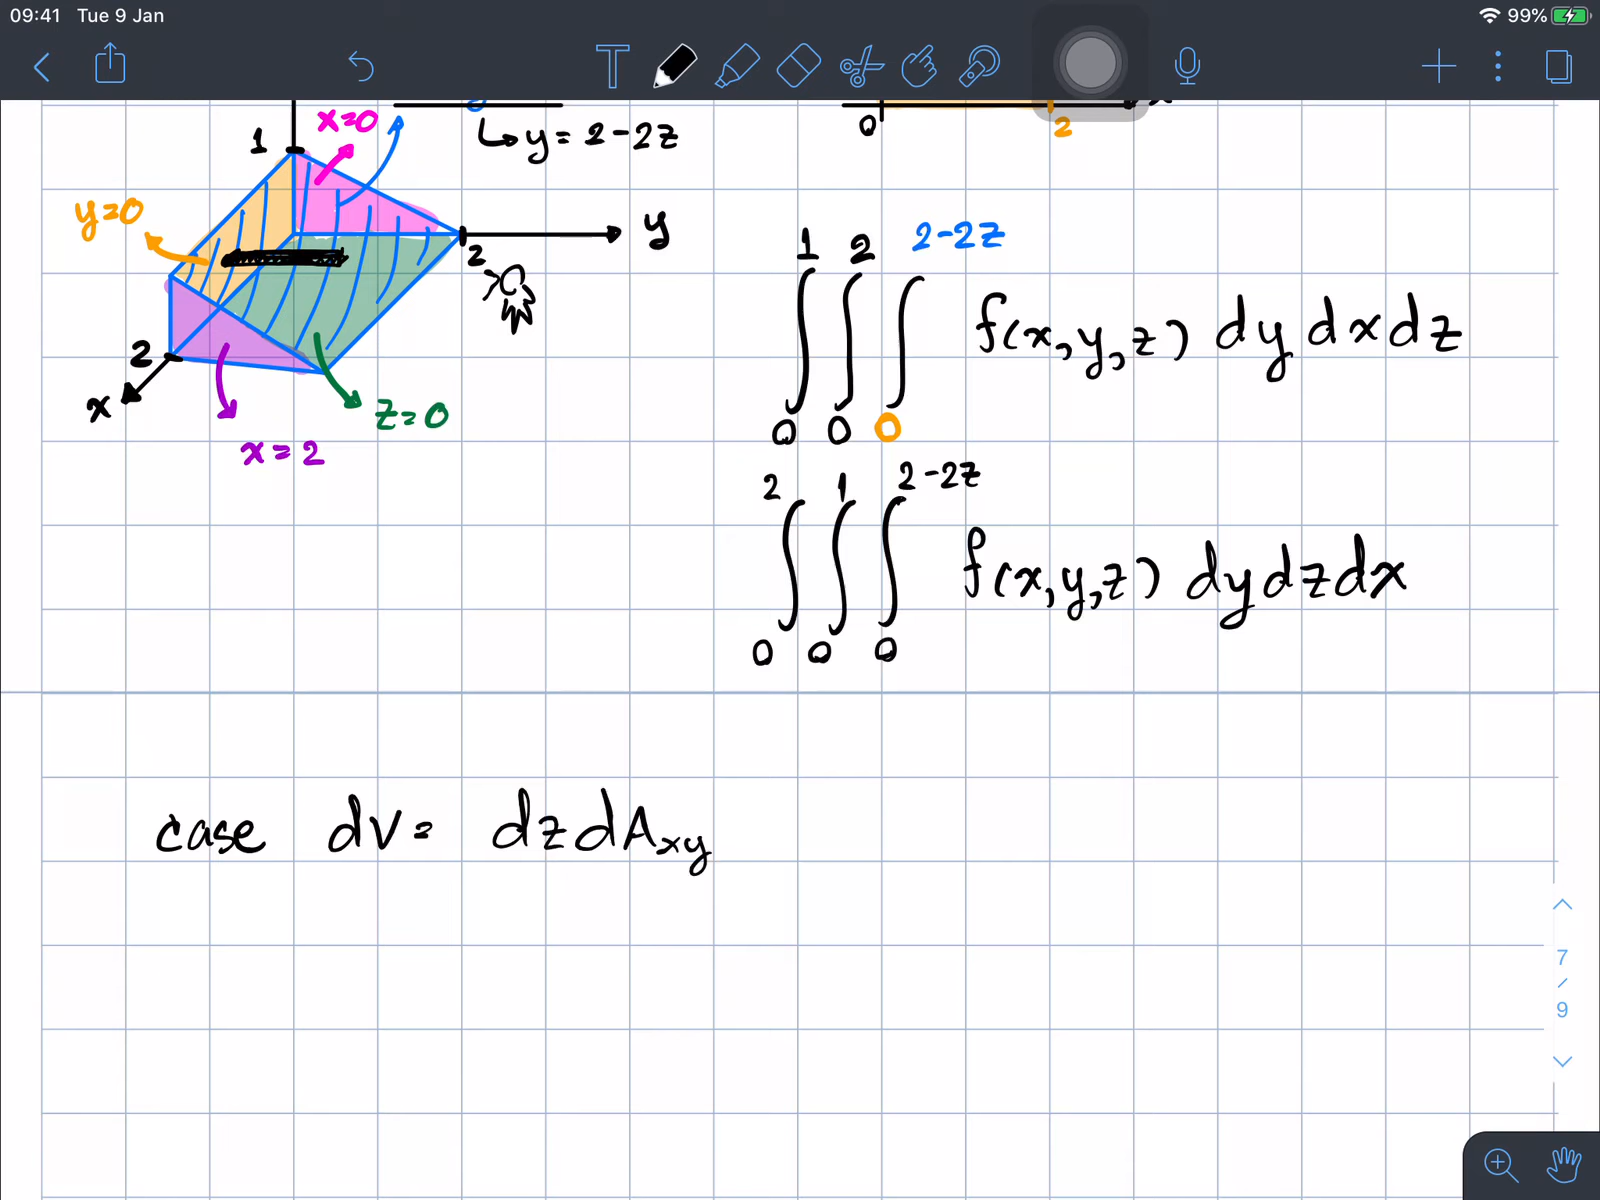 09:41 Tue 9 Jan
99%
T
1
x=0
↳ y = 2-2z
0
2
x
y=0
y
2
2
x
z=0
x=2
1 2 2-2z
∫ ∫ ∫ f(x,y,z) dy dx dz
0 0 0
2 1 2-2z
∫ ∫ ∫ f(x,y,z) dy dz dx
0 0 0
case dV = dz dAxy
7
/
9